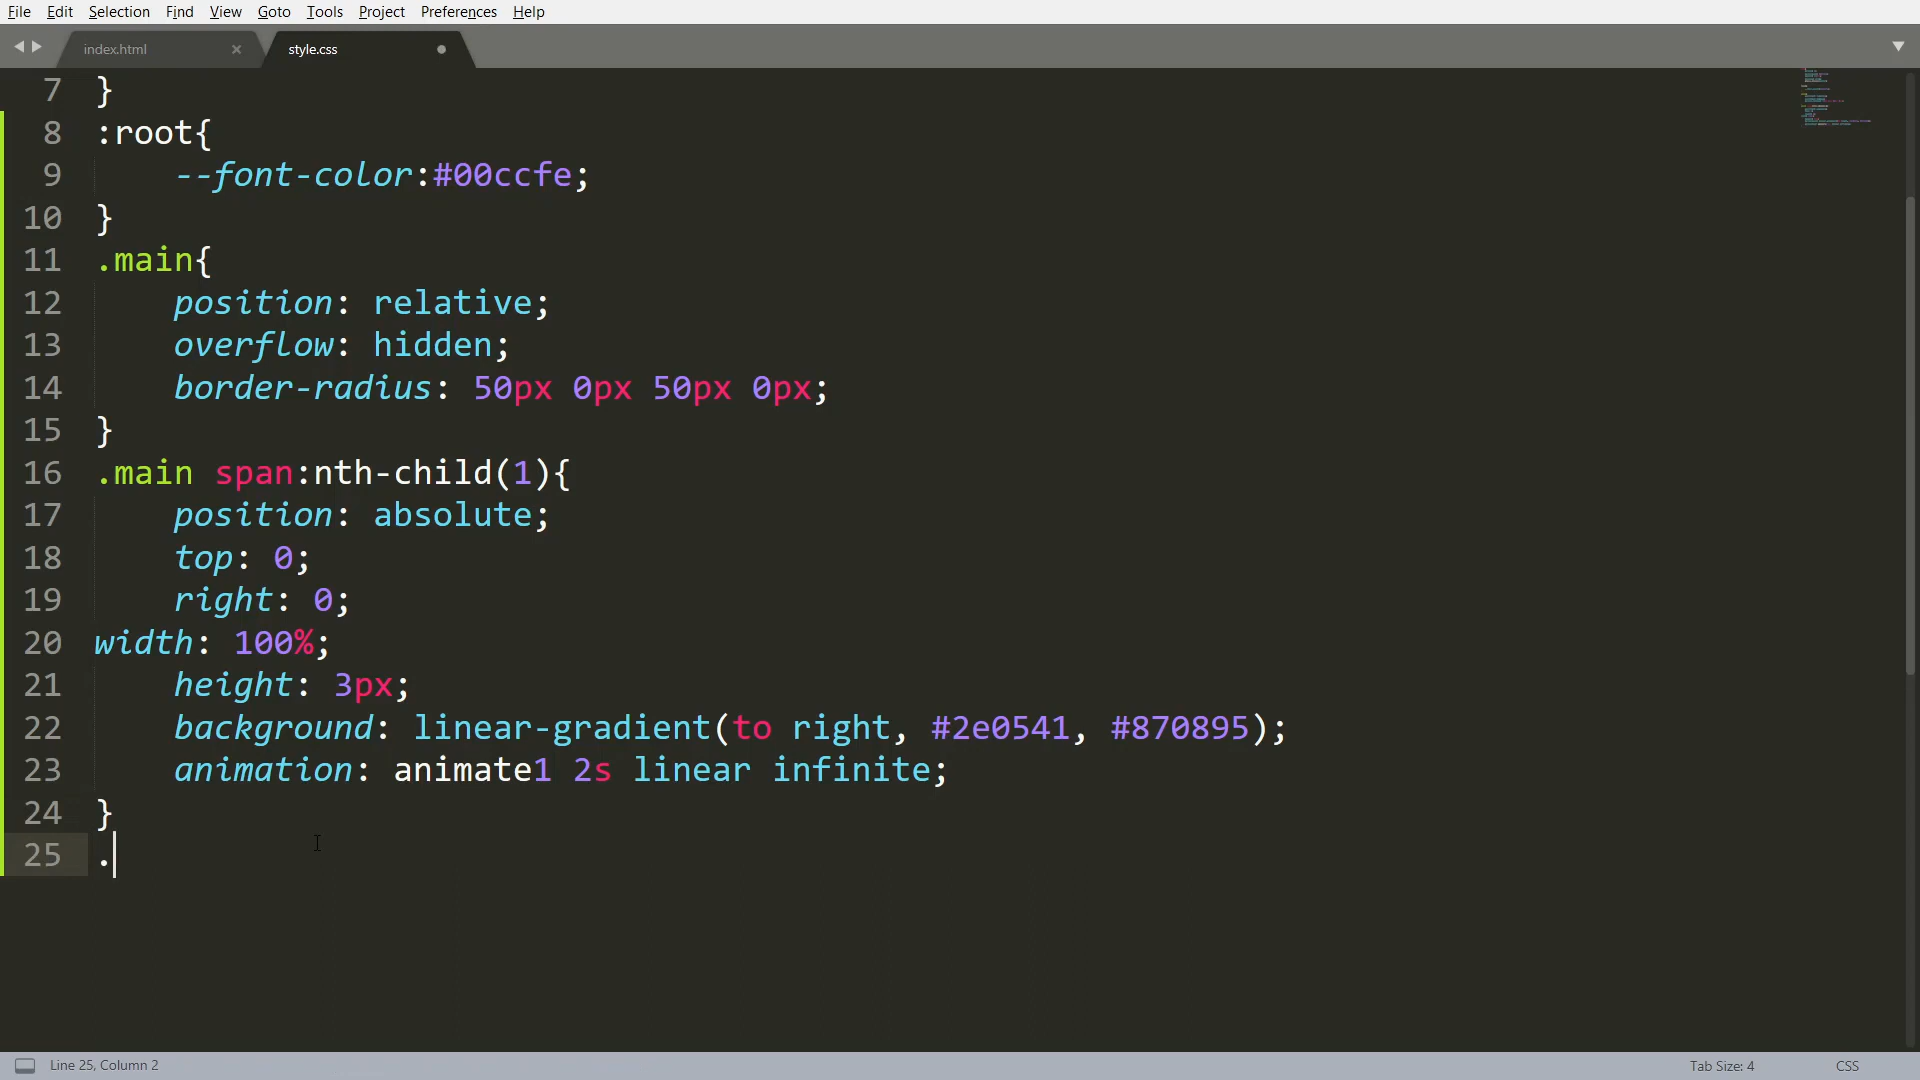 File Edit Selection Find View Goto Tools Project Preferences Help
index.html style.css
7 }
8 :root{
9 --font-color:#00ccfe;
10 }
11 .main{
12 position: relative;
13 overflow: hidden;
14 border-radius: 50px 0px 50px 0px;
15 }
16 .main span:nth-child(1){
17 position: absolute;
18 top: 0;
19 right: 0;
20 width: 100%;
21 height: 3px;
22 background: linear-gradient(to right, #2e0541, #870895);
23 animation: animate1 2s linear infinite;
24 }
25 .
Line 25, Column 2 Tab Size: 4 CSS